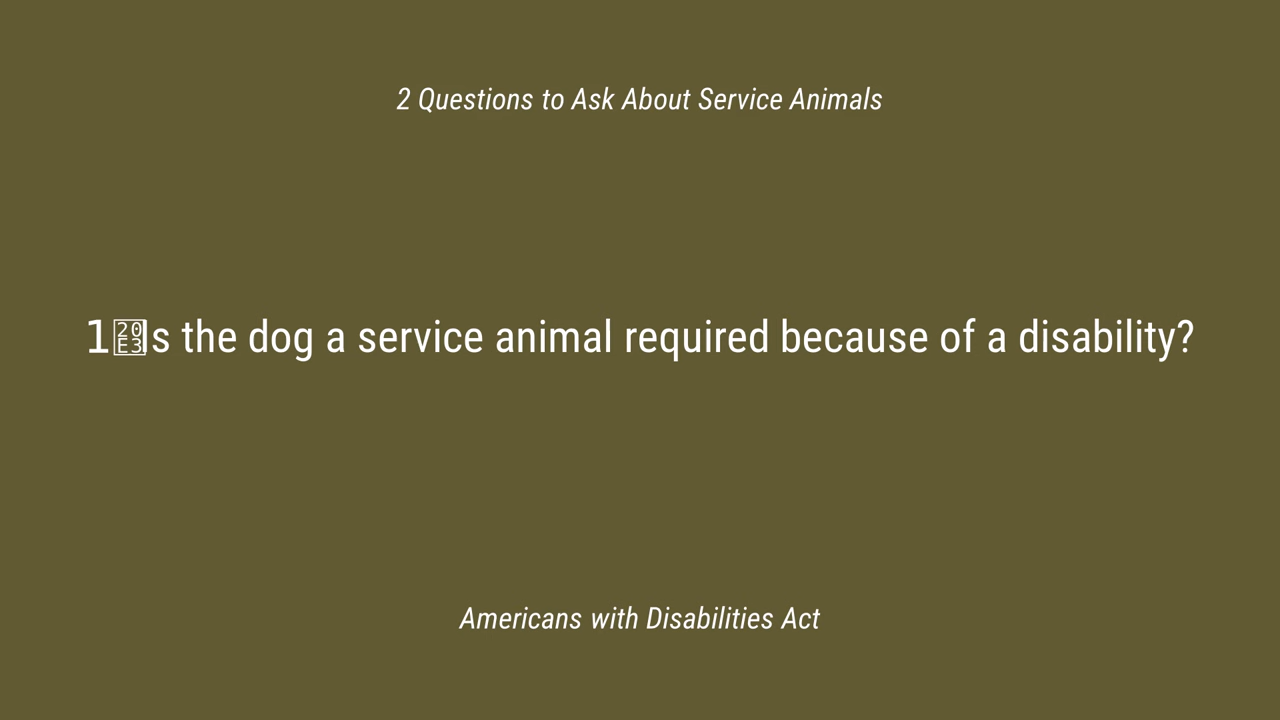 2 Questions to Ask About Service Animals
1⃣Is the dog a service animal required because of a disability?
Americans with Disabilities Act